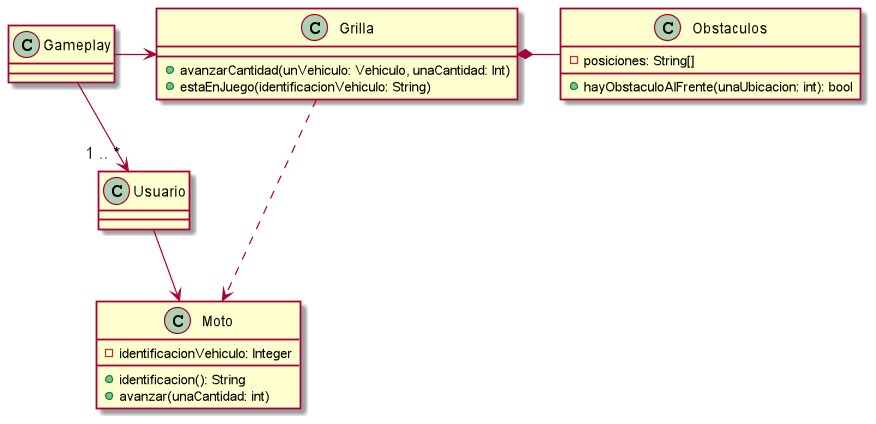 C Gameplay
C Grilla
avanzarCantidad(unVehiculo: Vehiculo, unaCantidad: Int)
estaEnJuego(identificacionVehiculo: String)
C Obstaculos
posiciones: String[]
hayObstaculoAlFrente(unaUbicacion: int): bool
1 .. *
C Usuario
C Moto
identificacionVehiculo: Integer
identificacion(): String
avanzar(unaCantidad: int)